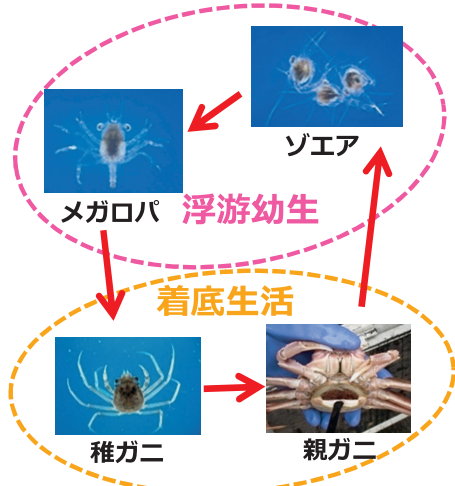 ゾエア
メガロパ
浮游幼生
着底生活
稚ガニ
親ガニ